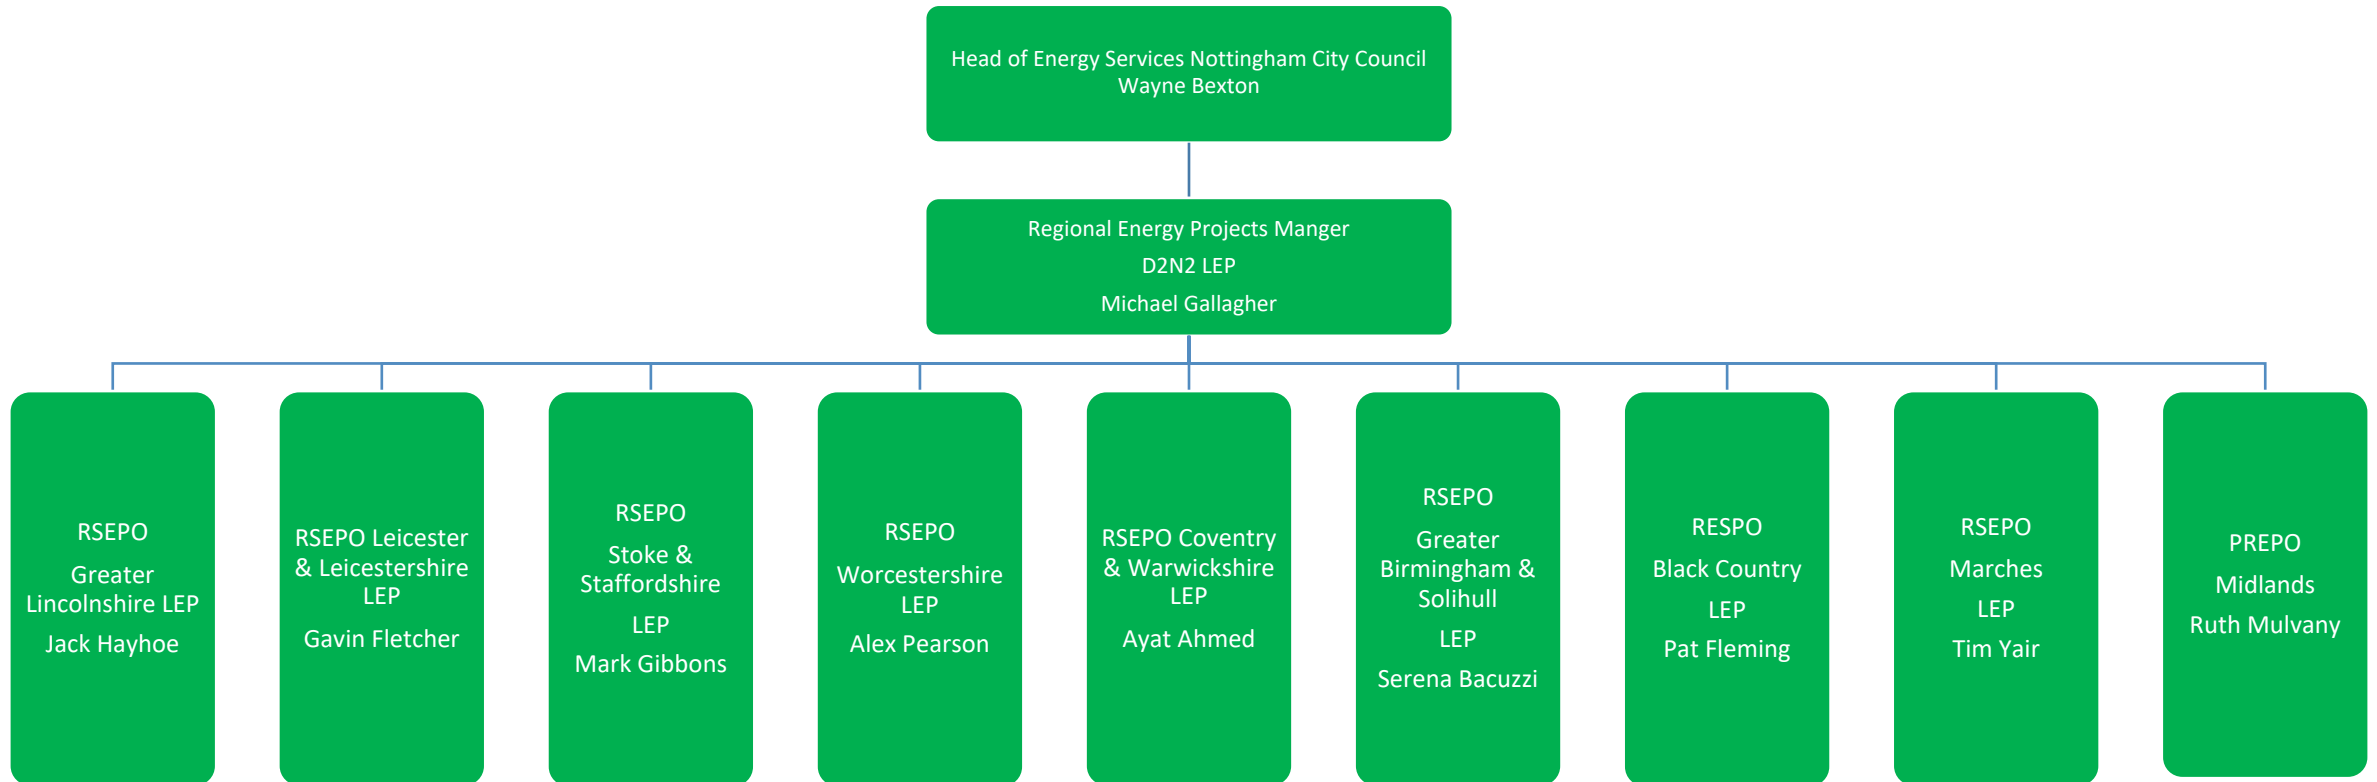 Head of Energy Services Nottingham City Council
Wayne Bexton
Regional Energy Projects Manger
D2N2 LEP
Michael Gallagher
RSEPO
Greater
Lincolnshire LEP
Jack Hayhoe
RSEPO Leicester
& Leicestershire
LEP
Gavin Fletcher
RSEPO
Stoke &
Staffordshire
LEP
Mark Gibbons
RSEPO
Worcestershire
LEP
Alex Pearson
RSEPO Coventry
& Warwickshire
LEP
Ayat Ahmed
RSEPO
Greater
Birmingham &
Solihull
LEP
Serena Bacuzzi
RESPO
Black Country
LEP
Pat Fleming
RSEPO
Marches
LEP
Tim Yair
PREPO
Midlands
Ruth Mulvany